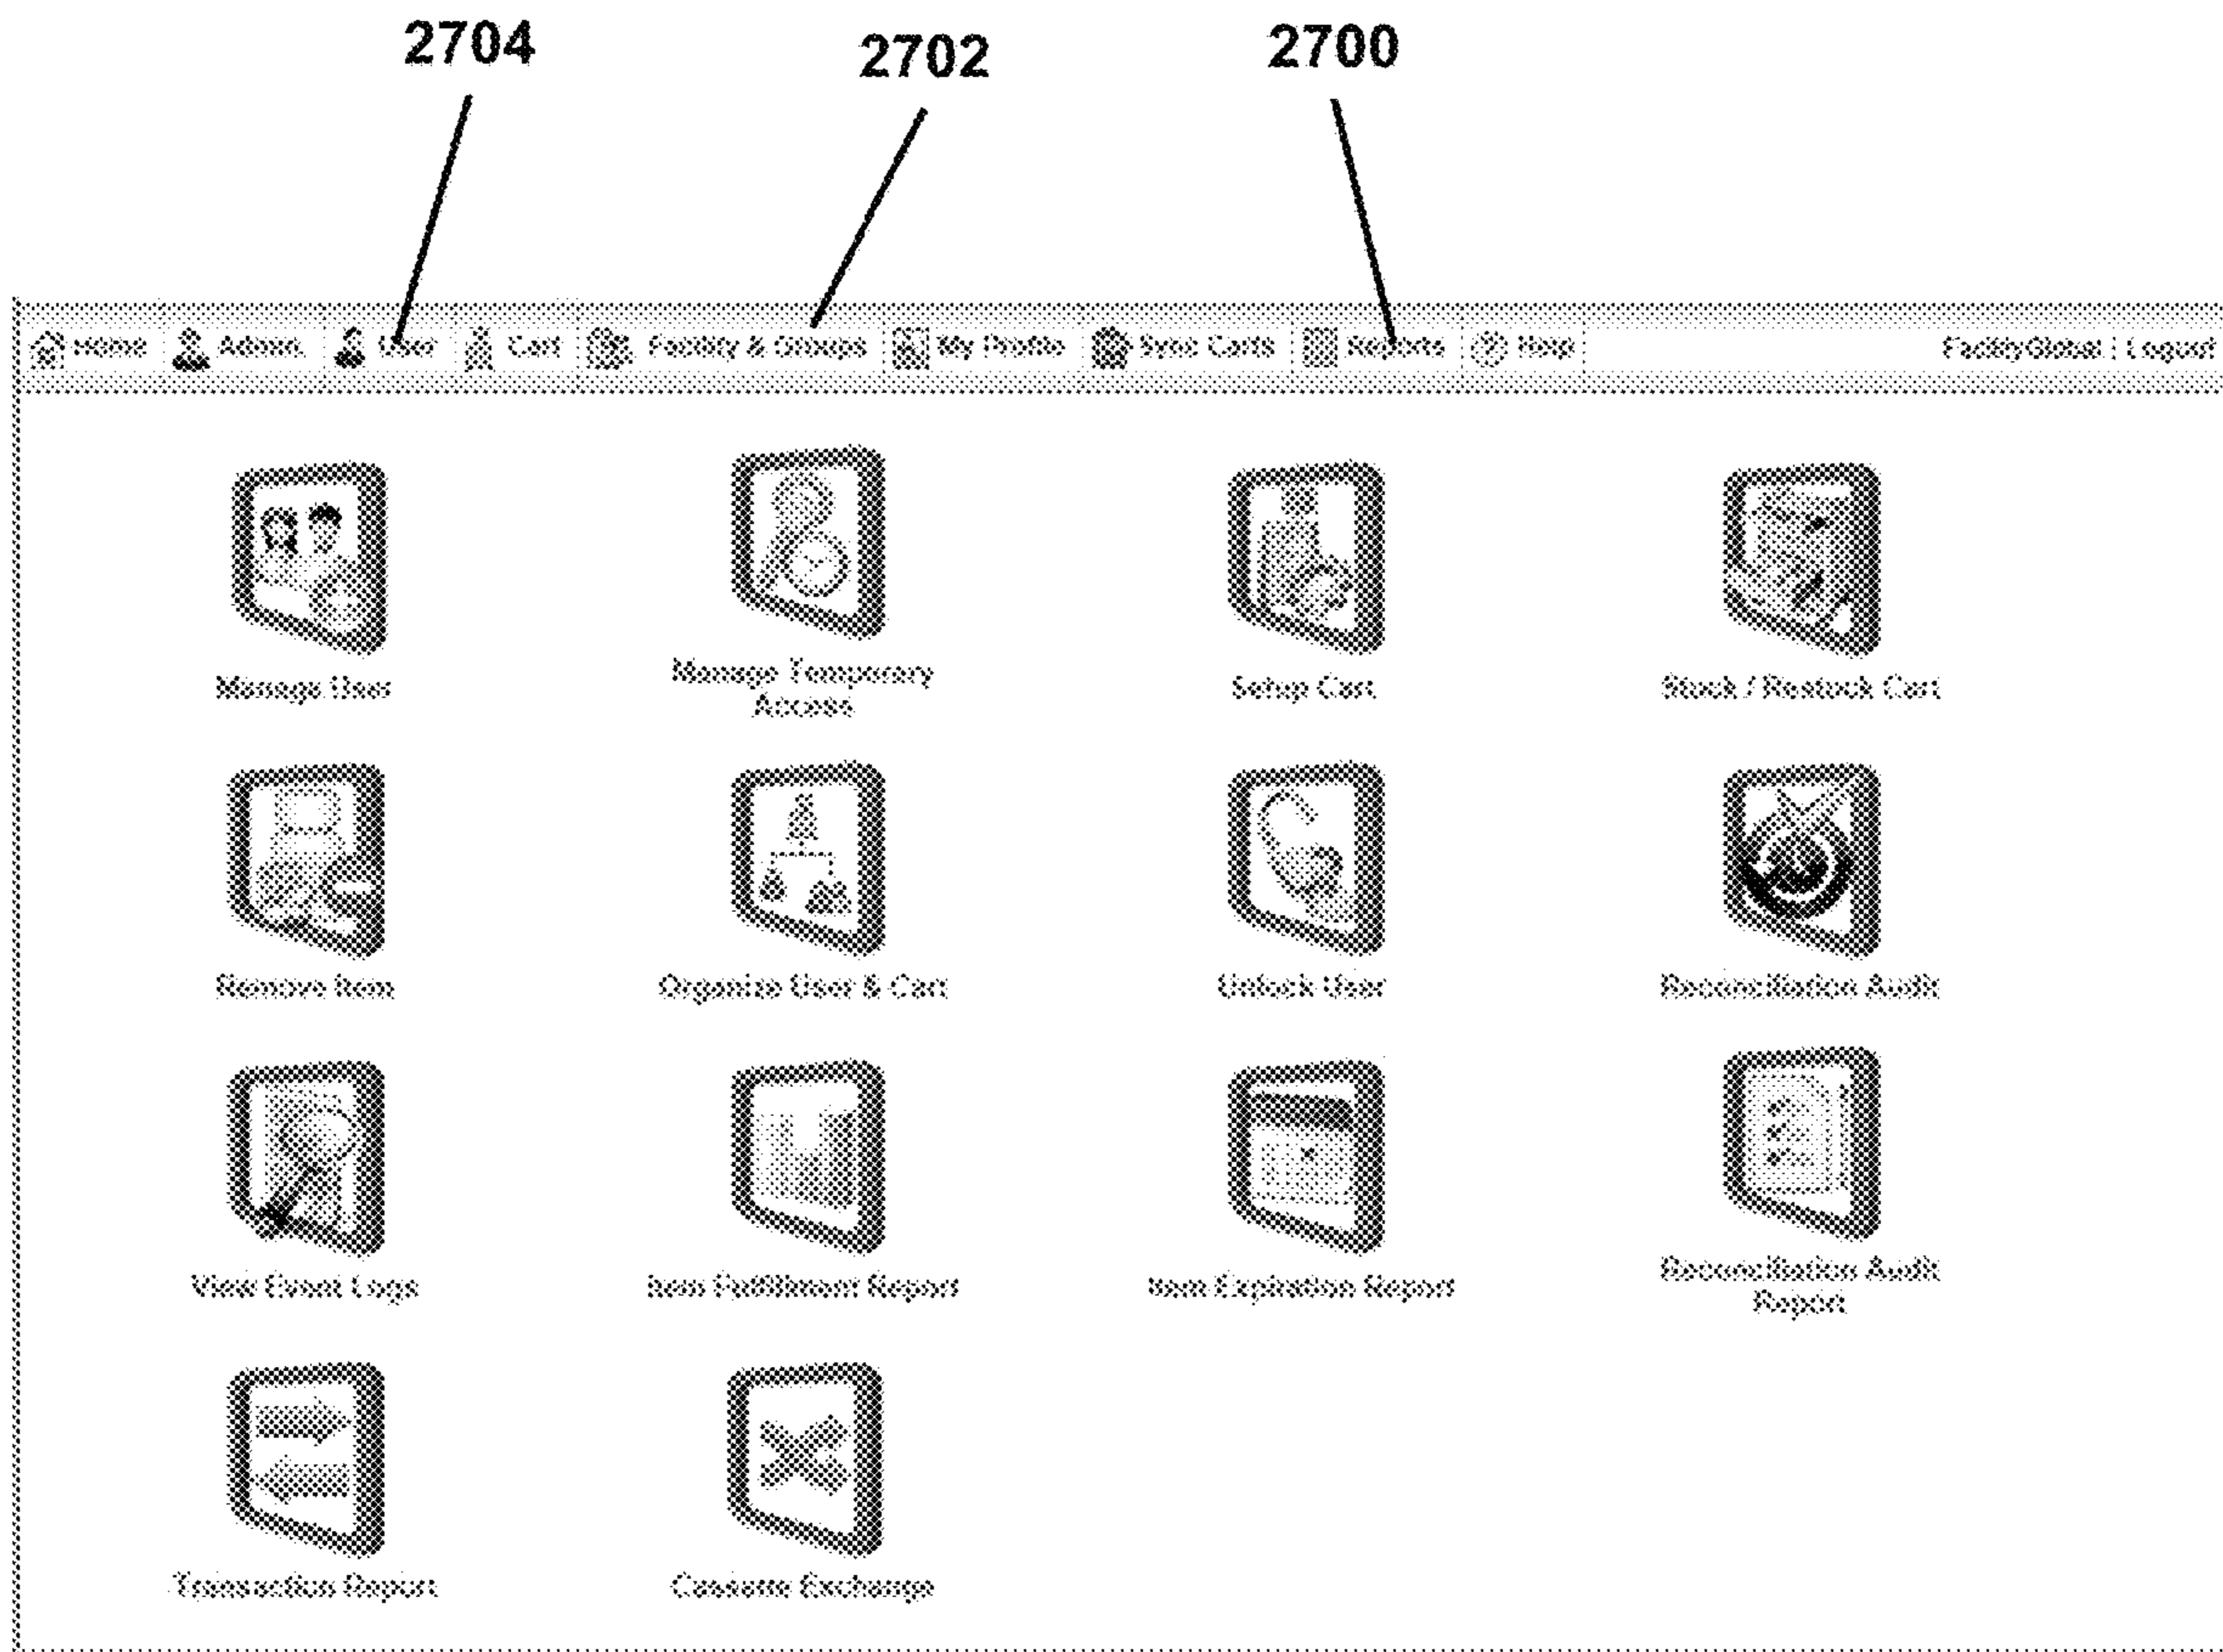 2704 2702 2700
Home Admin. User Cart Facility & Groups My Profile Sync Carts Reports Help FacilityGlobal | Logout
Manage User
Manage Temporary
Access
Setup Cart
Stock / Restock Cart
Remove Item
Organize User & Cart
Unlock User
Reconciliation Audit
View Event Logs
Item Fulfillment Report
Item Expiration Report
Reconciliation Audit
Report
Transaction Report
Exchange